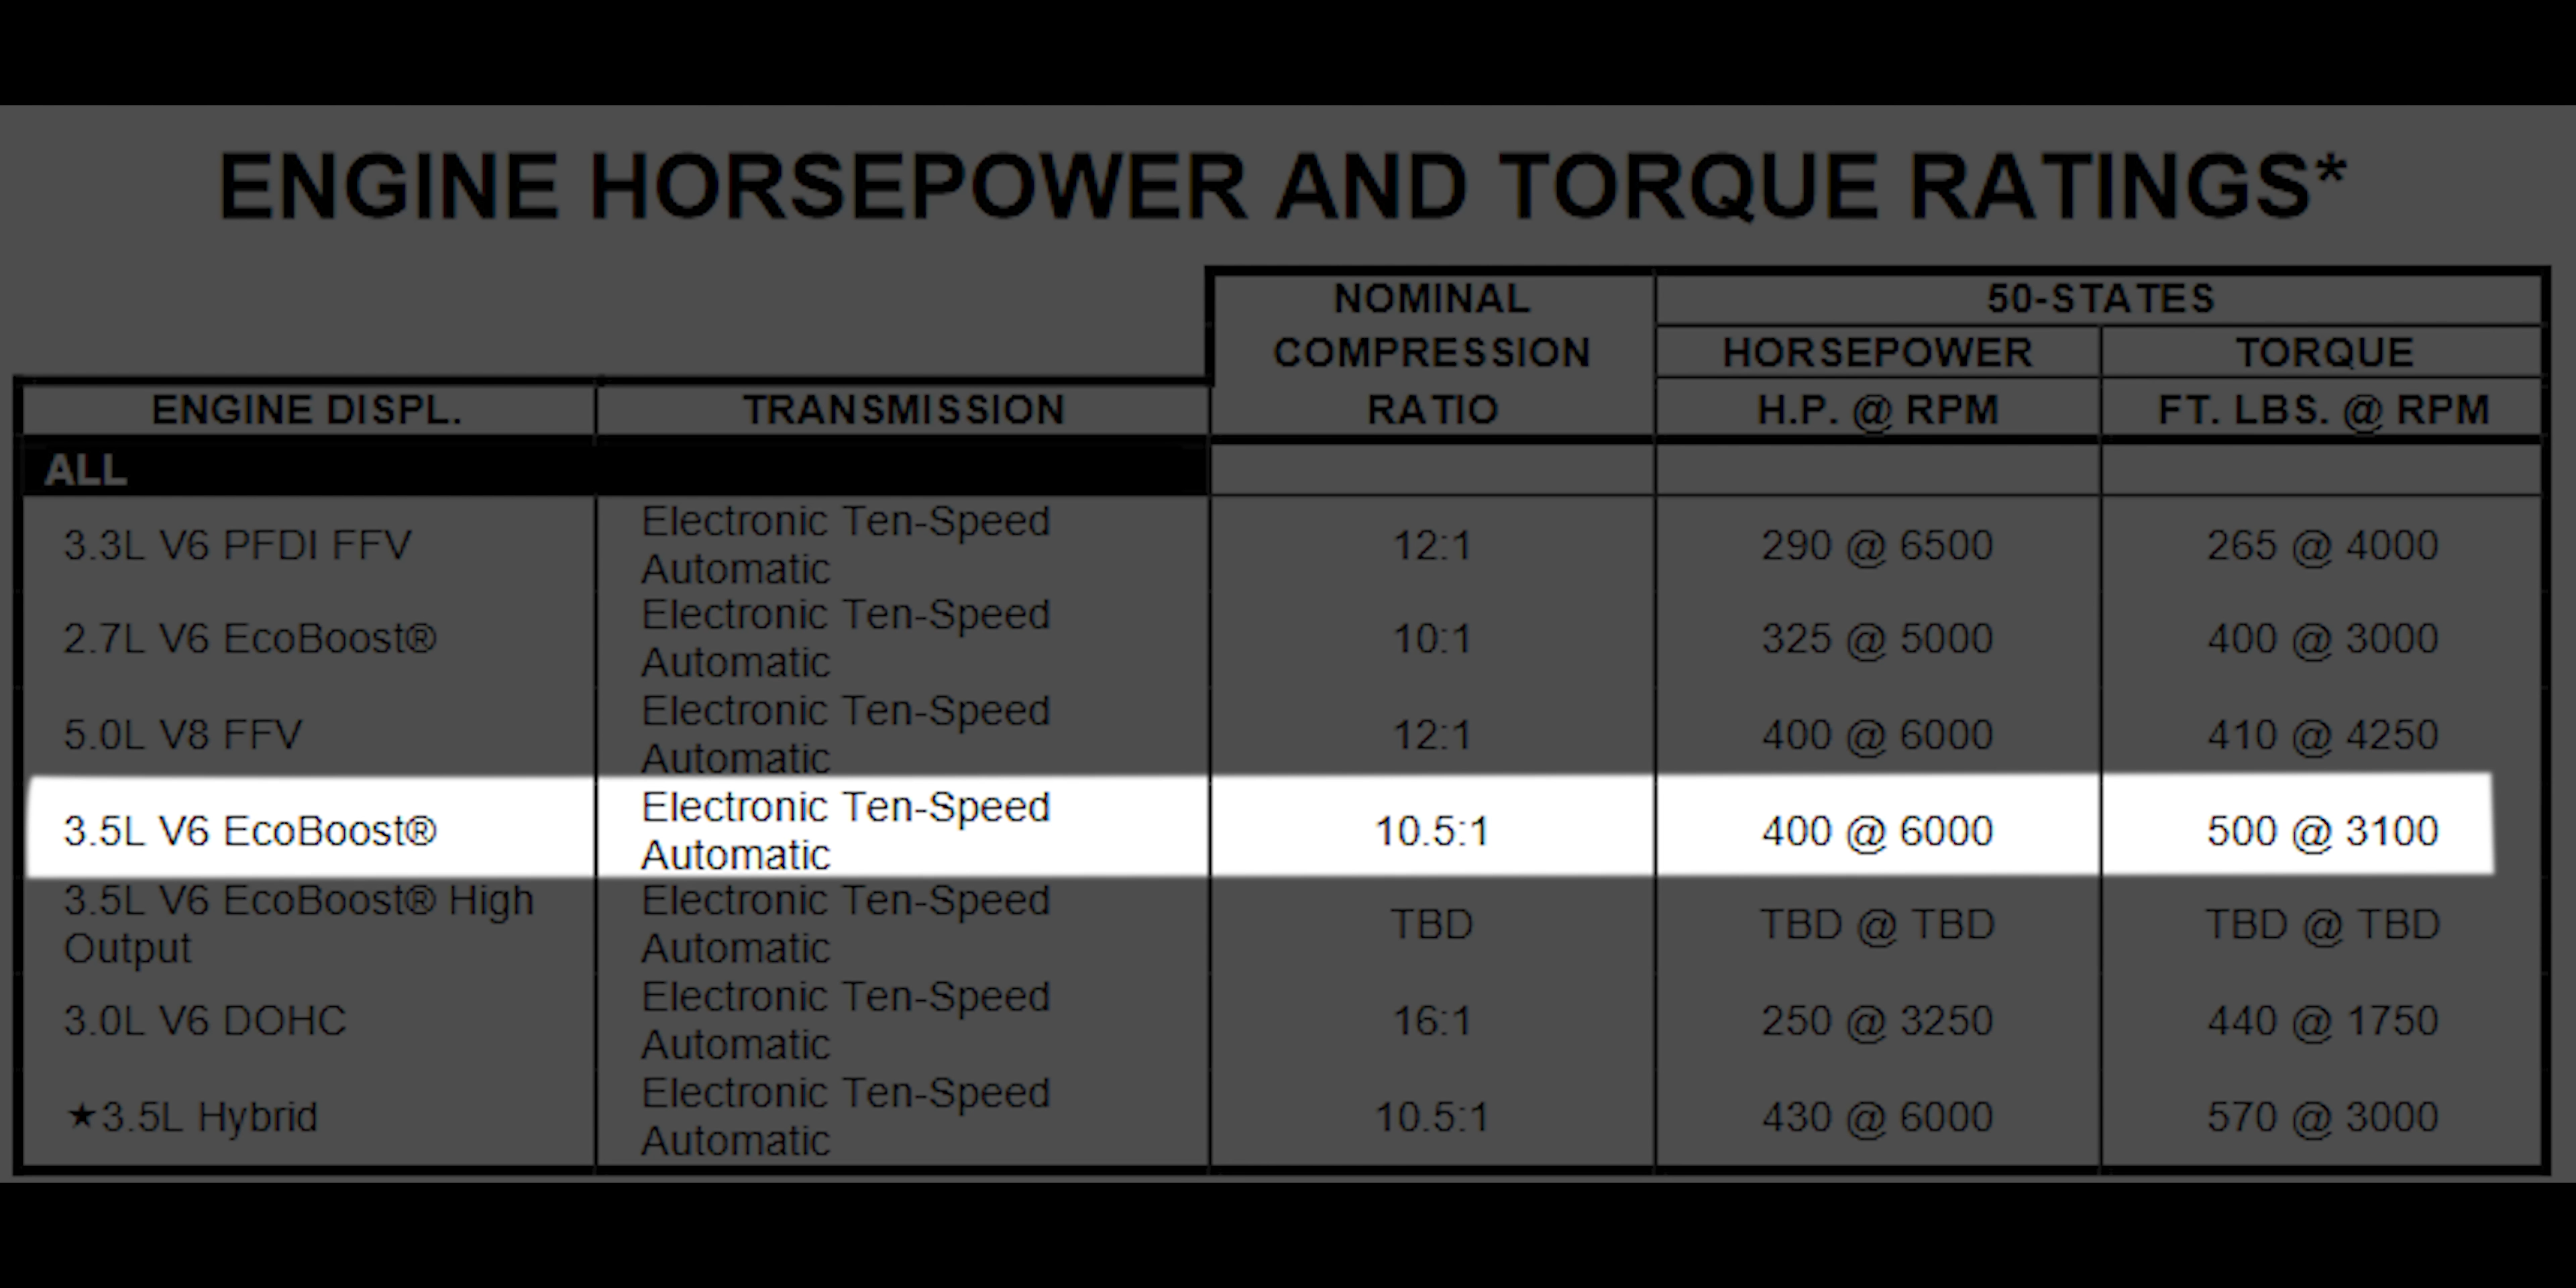 ENGINE HORSEPOWER AND TORQUE RATINGS*
NOMINAL COMPRESSION RATIO
50-STATES
HORSEPOWER
TORQUE
ENGINE DISPL.
TRANSMISSION
H.P. @ RPM
FT. LBS. @ RPM
ALL
3.3L V6 PFDI FFV
Electronic Ten-Speed
Automatic
12:1
290 @ 6500
265 @ 4000
2.7L V6 EcoBoost®
Electronic Ten-Speed
Automatic
10:1
325 @ 5000
400 @ 3000
5.0L V8 FFV
Electronic Ten-Speed
Automatic
12:1
400 @ 6000
410 @ 4250
3.5L V6 EcoBoost®
Electronic Ten-Speed
Automatic
10.5:1
400 @ 6000
500 @ 3100
3.5L V6 EcoBoost® High
Output
Electronic Ten-Speed
Automatic
TBD
TBD @ TBD
TBD @ TBD
3.0L V6 DOHC
Electronic Ten-Speed
Automatic
16:1
250 @ 3250
440 @ 1750
★3.5L Hybrid
Electronic Ten-Speed
Automatic
10.5:1
430 @ 6000
570 @ 3000